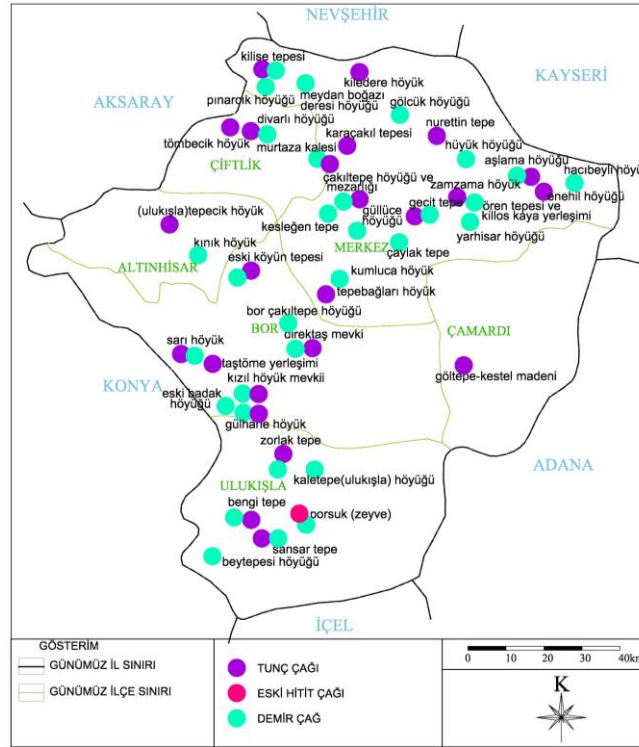 NEVŞEHİR
kilise tepesi
kiledere höyük
KAYSERİ
AKSARAY
pınarcık höyüğü
meydan boğazı
deresi höyüğü
gölcük höyüğü
divarlı höyüğü
nurettin tepe
tömbecik höyük
murtaza kalesi
karaçakıl tepesi
höyük höyüğü
aşlama höyüğü
hacıbeyli höyü
ÇİFTLİK
çakıltepe höyüğü ve
mezarlığı
zamzama höyük
enehil höyüğü
(ulukışla)tepecik höyük
güllüce
höyüğü
geçit tepe
ören tepesi ve
killos kaya yerleşimi
kesleğen tepe
yarhisar höyüğü
kınık höyük
MERKEZ
çaylak tepe
eski köyün tepesi
ALTINHİSAR
kumluca höyük
tepebağları höyük
bor çakıltepe höyüğü
BOR
direktaş mevki
ÇAMARDI
sarı höyük
taştöme yerleşimi
göltepe-kestel madeni
KONYA
kızıl höyük mevkii
eski badak
höyüğü
gülhane höyük
zorlak tepe
ADANA
ULUKIŞLA
kaletepe(ulukışla) höyüğü
bengi tepe
porsuk (zeyve)
sansar tepe
beytepesi höyüğü
İÇEL
GÖSTERİM
GÜNÜMÜZ İL SINIRI
GÜNÜMÜZ İLÇE SINIRI
TUNÇ ÇAĞI
ESKİ HİTİT ÇAĞI
DEMİR ÇAĞ
0 10 20 30 40km
K